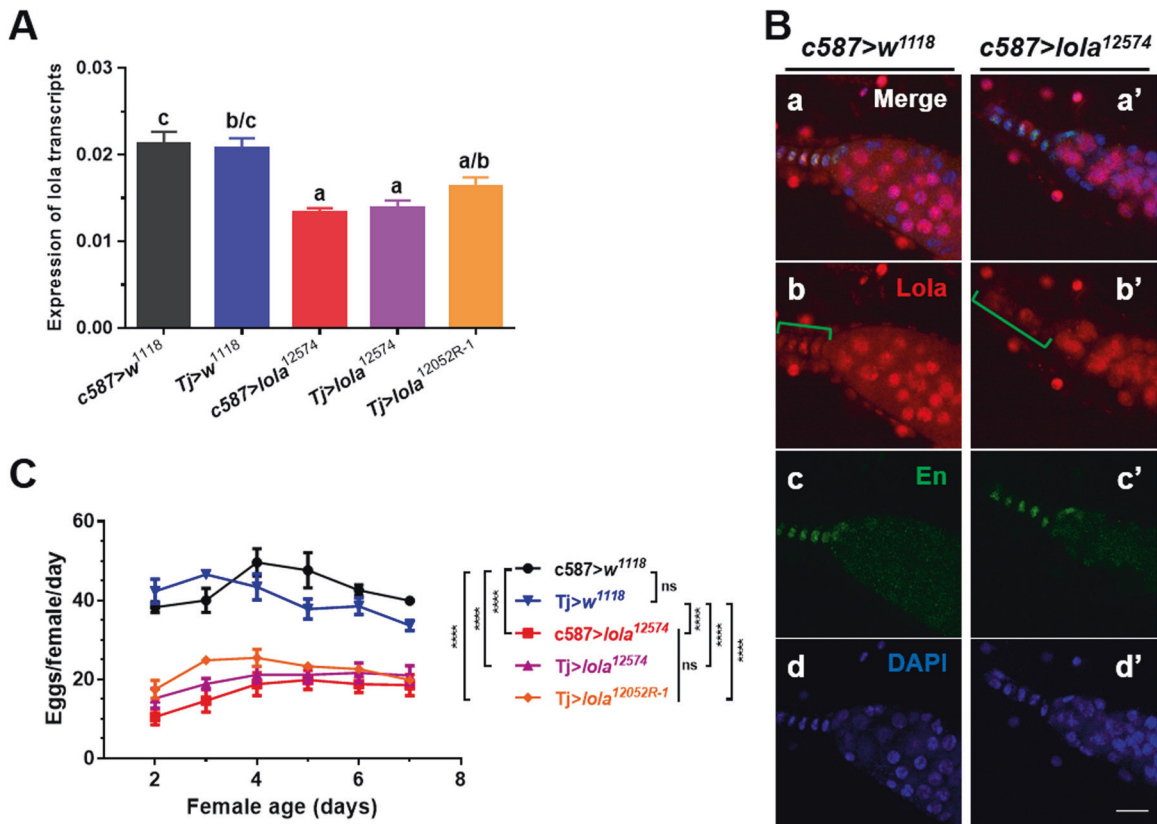 A
Expression of lola transcripts
0.03
0.02
0.01
0.00
c
b/c
a
a
a/b
c587>w1118
Tj>w1118
c587>lola12574
Tj>lola12574
Tj>lola12052R-1
B
c587>w1118
c587>lola12574
a
Merge
a'
b
Lola
b'
c
En
c'
d
DAPI
d'
C
Eggs/female/day
60
40
20
0
2
4
6
8
Female age (days)
c587>w1118
Tj>w1118
c587>lola12574
Tj>lola12574
Tj>lola12052R-1
****
****
****
ns
ns
****
****
****